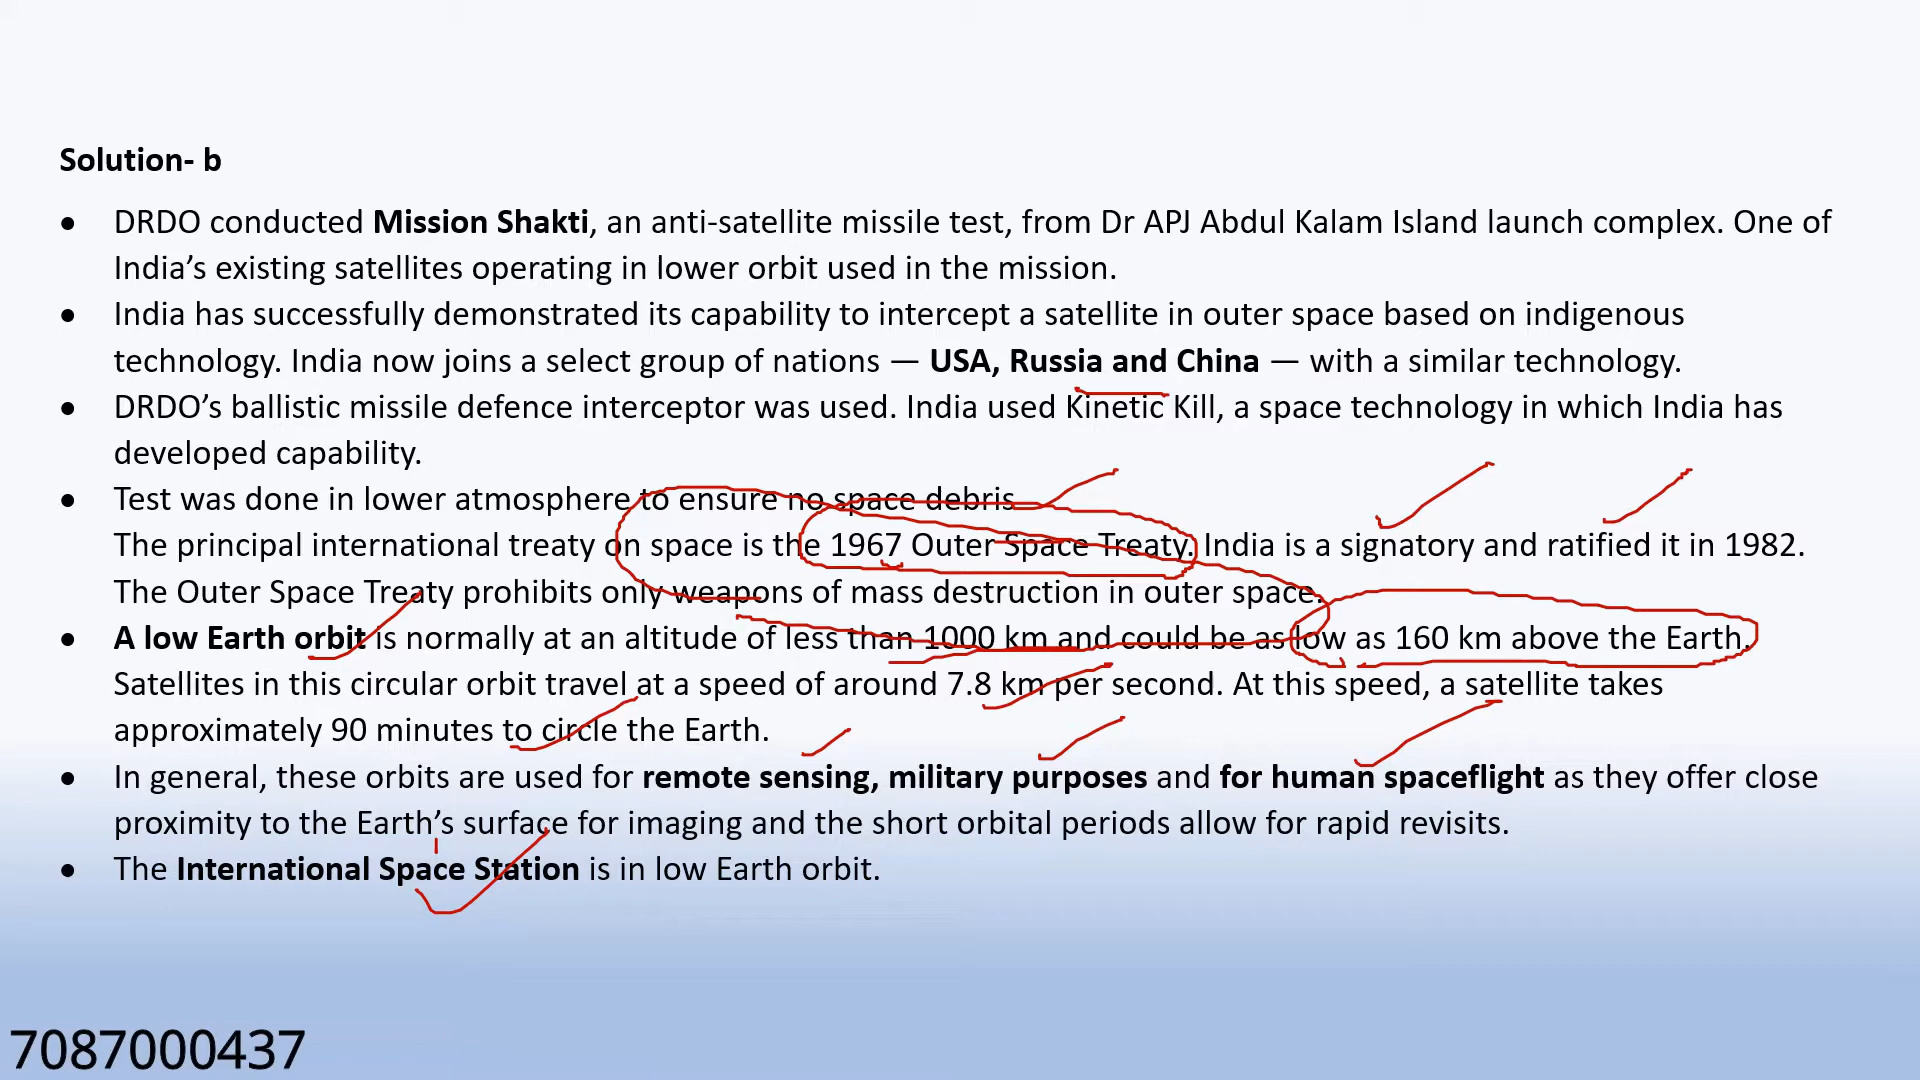 Solution- b
• DRDO conducted Mission Shakti, an anti-satellite missile test, from Dr APJ Abdul Kalam Island launch complex. One of
India’s existing satellites operating in lower orbit used in the mission.
• India has successfully demonstrated its capability to intercept a satellite in outer space based on indigenous
technology. India now joins a select group of nations — USA, Russia and China — with a similar technology.
• DRDO’s ballistic missile defence interceptor was used. India used Kinetic Kill, a space technology in which India has
developed capability.
• Test was done in lower atmosphere to ensure no space debris.
The principal international treaty on space is the 1967 Outer Space Treaty. India is a signatory and ratified it in 1982.
The Outer Space Treaty prohibits only weapons of mass destruction in outer space.
• A low Earth orbit is normally at an altitude of less than 1000 km and could be as low as 160 km above the Earth.
Satellites in this circular orbit travel at a speed of around 7.8 km per second. At this speed, a satellite takes
approximately 90 minutes to circle the Earth.
• In general, these orbits are used for remote sensing, military purposes and for human spaceflight as they offer close
proximity to the Earth’s surface for imaging and the short orbital periods allow for rapid revisits.
• The International Space Station is in low Earth orbit.
7087000437